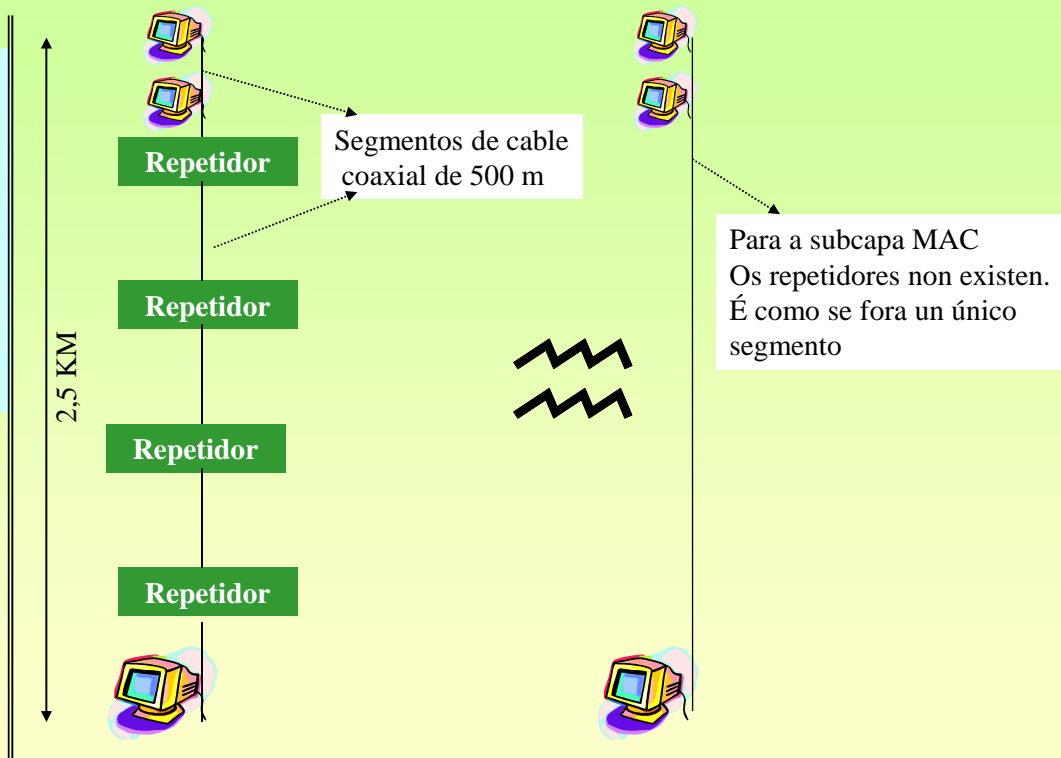 Repetidor
Segmentos de cable
coaxial de 500 m
Repetidor
Repetidor
Repetidor
2,5 KM
Para a subcapa MAC
Os repetidores non existen.
É como se fora un único
segmento